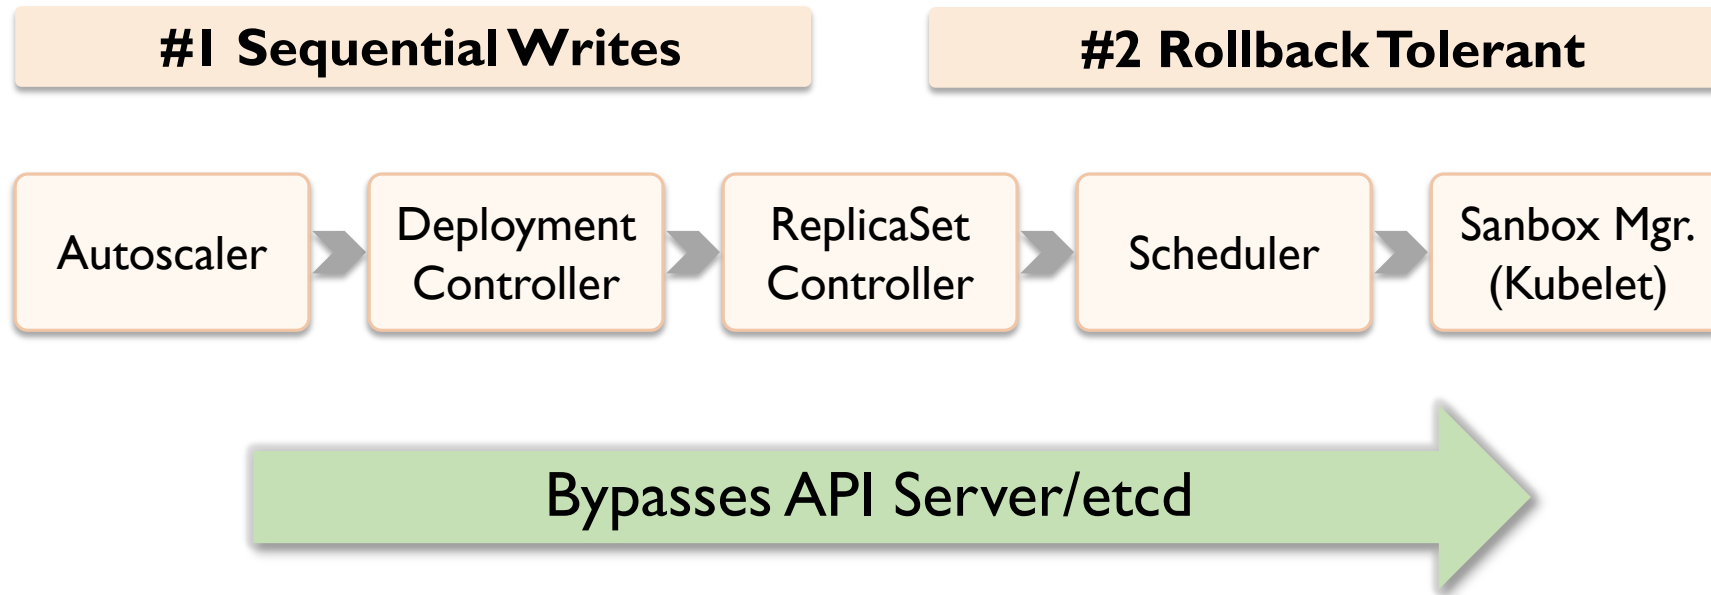 #1 Sequential Writes
#2 Rollback Tolerant
Autoscaler
Deployment
Controller
ReplicaSet
Controller
Scheduler
Sanbox Mgr.
(Kubelet)
Bypasses API Server/etcd